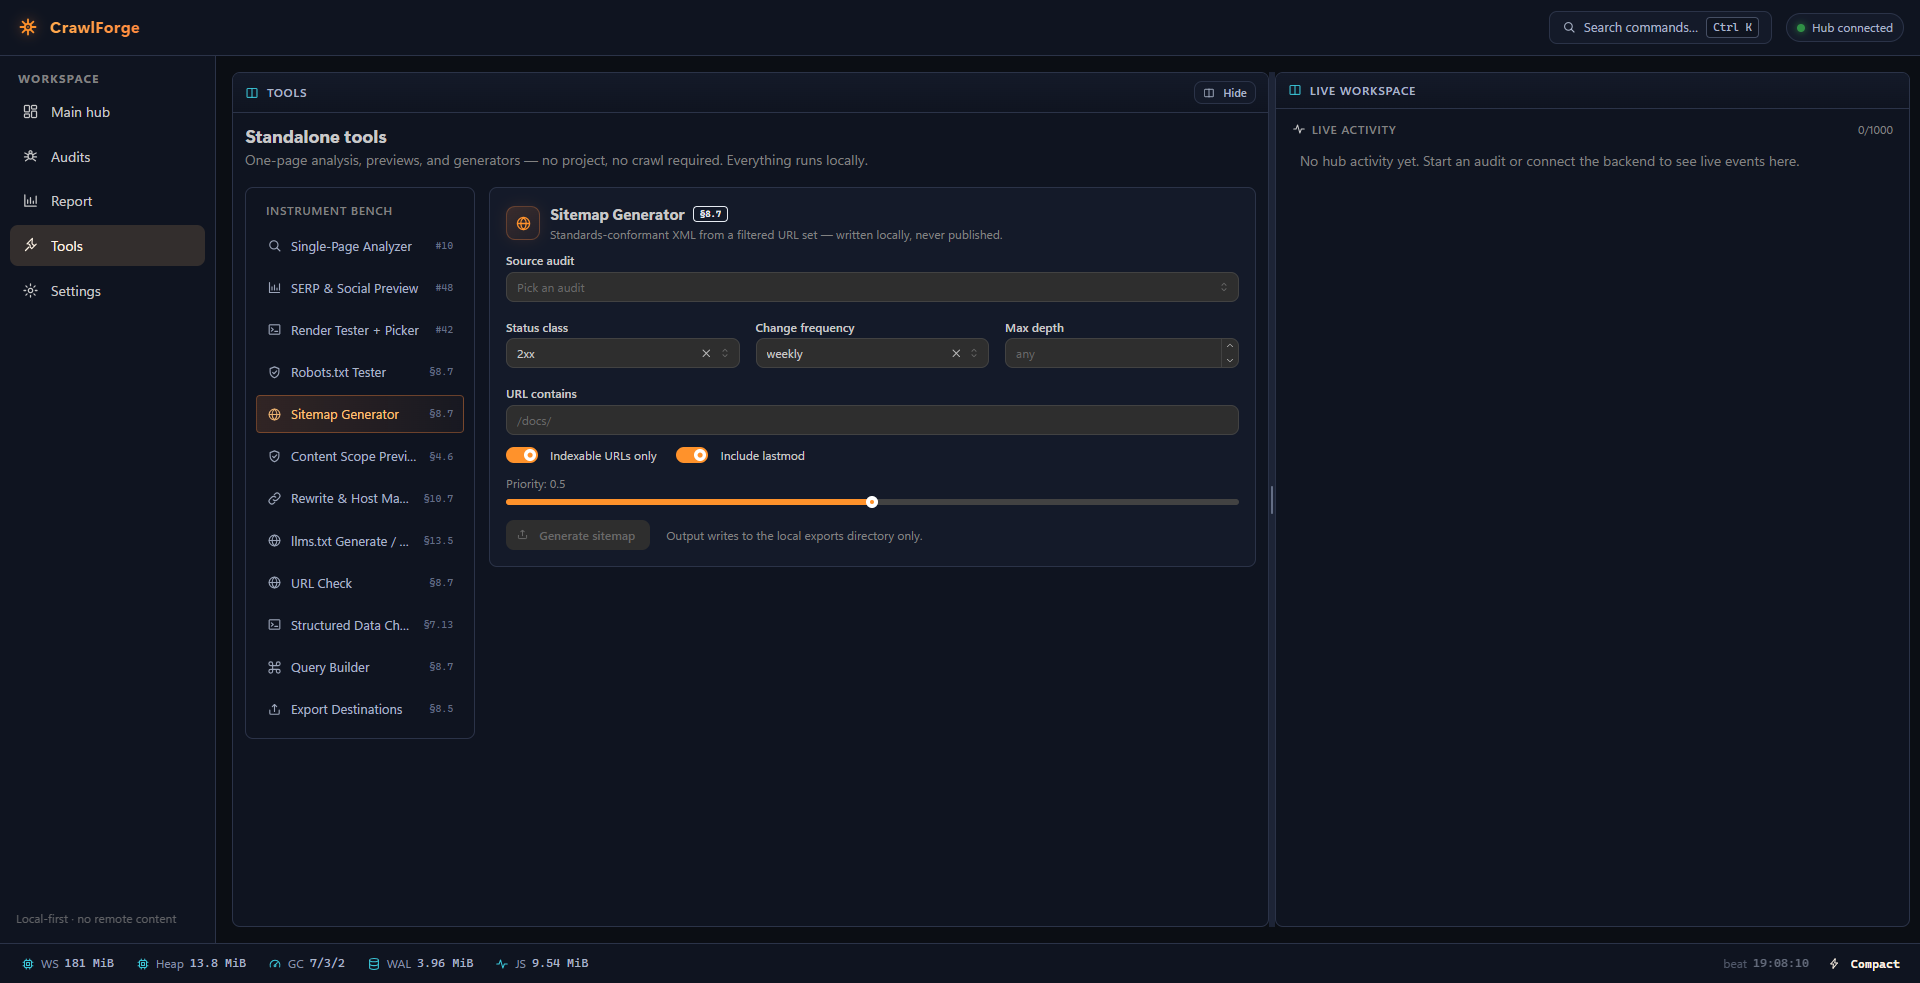 CrawlForge
Search commands... Ctrl K
Hub connected
WORKSPACE
Main hub
Audits
Report
Tools
Settings
Local-first · no remote content
TOOLS
Hide
Standalone tools
One-page analysis, previews, and generators — no project, no crawl required. Everything runs locally.
INSTRUMENT BENCH
Single-Page Analyzer #10
SERP & Social Preview #48
Render Tester + Picker #42
Robots.txt Tester §8.7
Sitemap Generator §8.7
Content Scope Previ... §4.6
Rewrite & Host Ma... §10.7
llms.txt Generate / ... §13.5
URL Check §8.7
Structured Data Ch... §7.13
Query Builder §8.7
Export Destinations §8.5
Sitemap Generator §8.7
Standards-conformant XML from a filtered URL set — written locally, never published.
Source audit
Pick an audit
Status class
2xx
Change frequency
weekly
Max depth
any
URL contains
/docs/
Indexable URLs only
Include lastmod
Priority: 0.5
Generate sitemap
Output writes to the local exports directory only.
LIVE WORKSPACE
LIVE ACTIVITY
0/1000
No hub activity yet. Start an audit or connect the backend to see live events here.
WS 181 MiB
Heap 13.8 MiB
GC 7/3/2
WAL 3.96 MiB
JS 9.54 MiB
beat 19:08:10
Compact